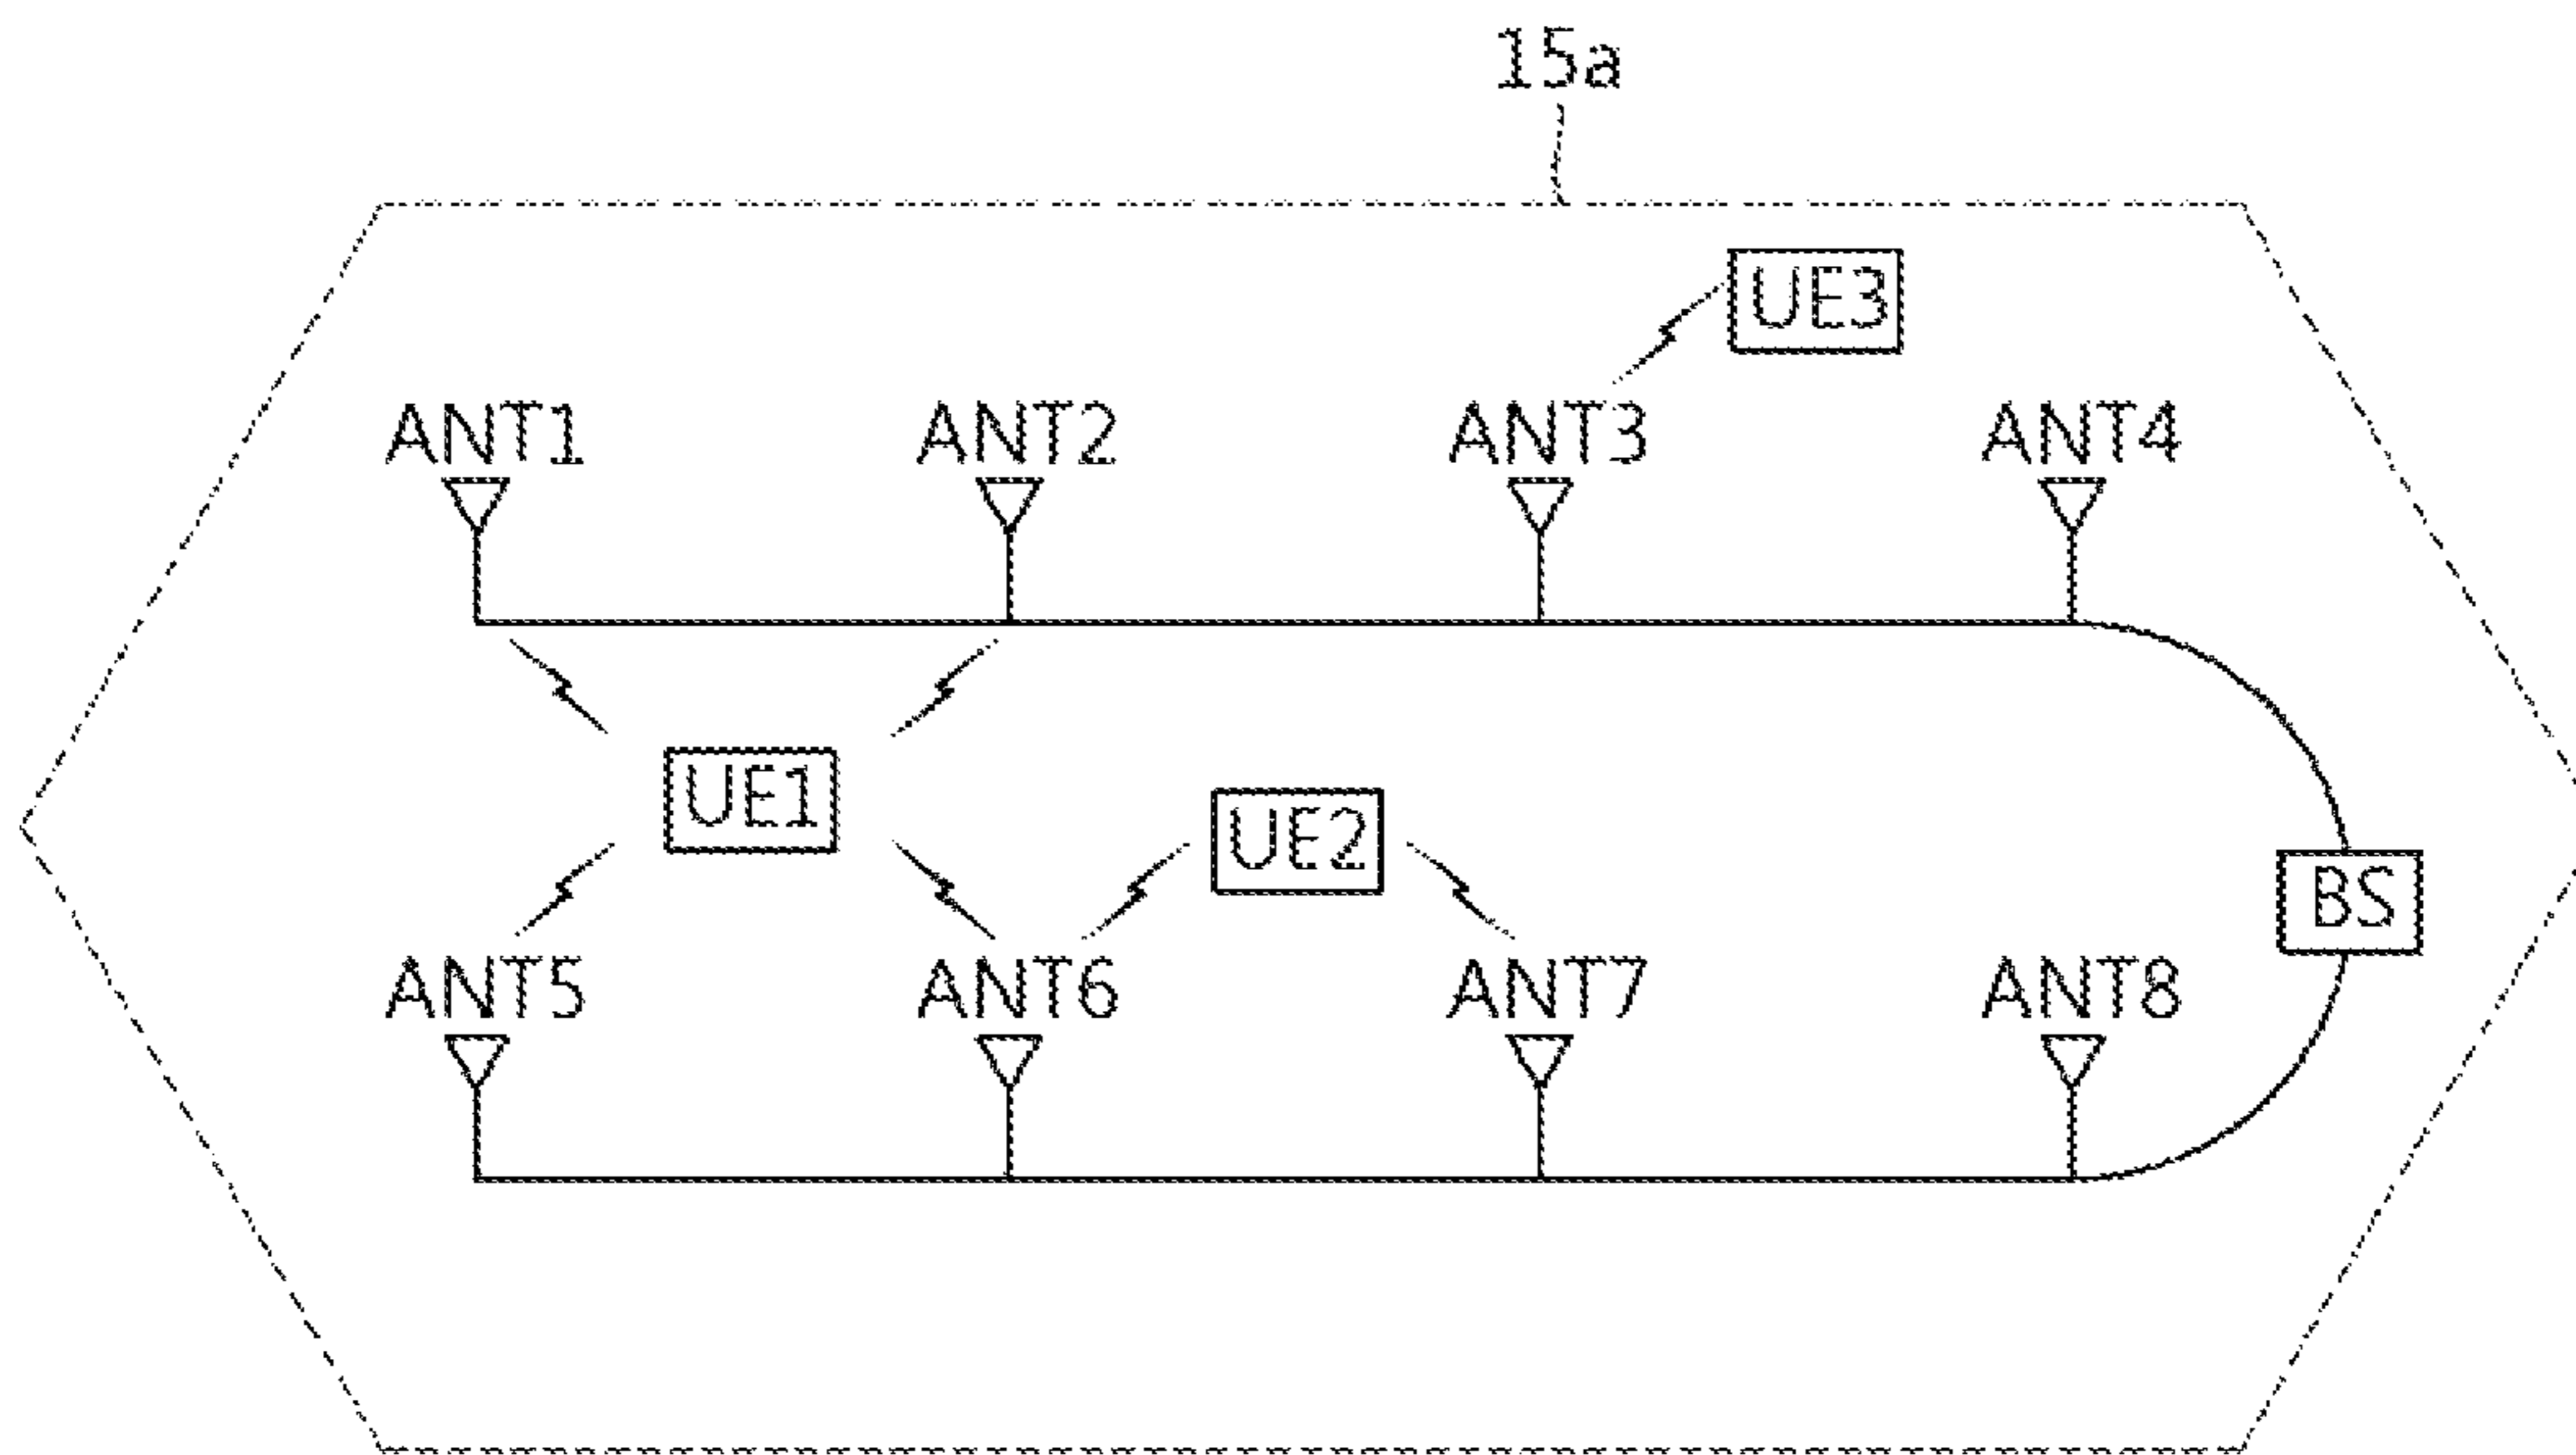 15a
UE3
ANT1 ANT2 ANT3 ANT4
UE1
UE2
BS
ANT5 ANT6 ANT7 ANT8